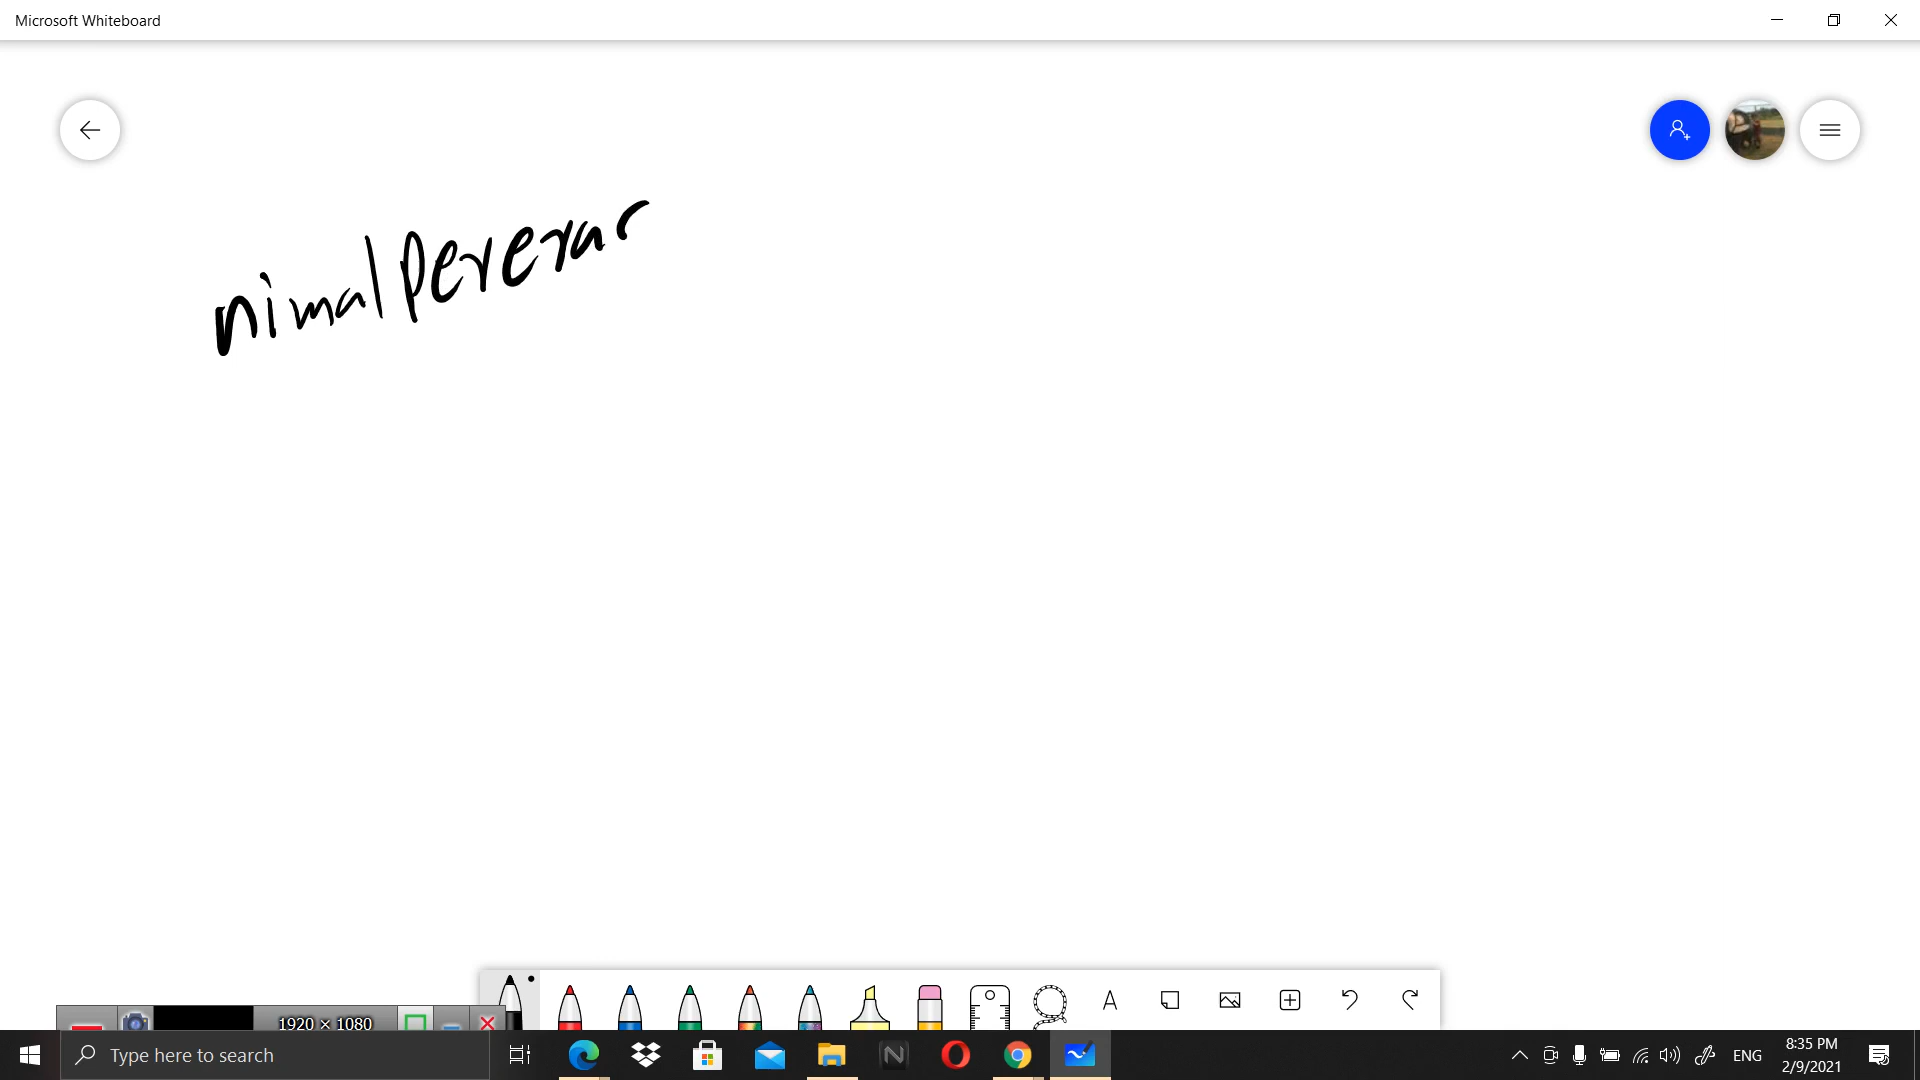 Microsoft Whiteboard
nimal Pererar
1920 × 1080
Type here to search
ENG
8:35 PM
2/9/2021